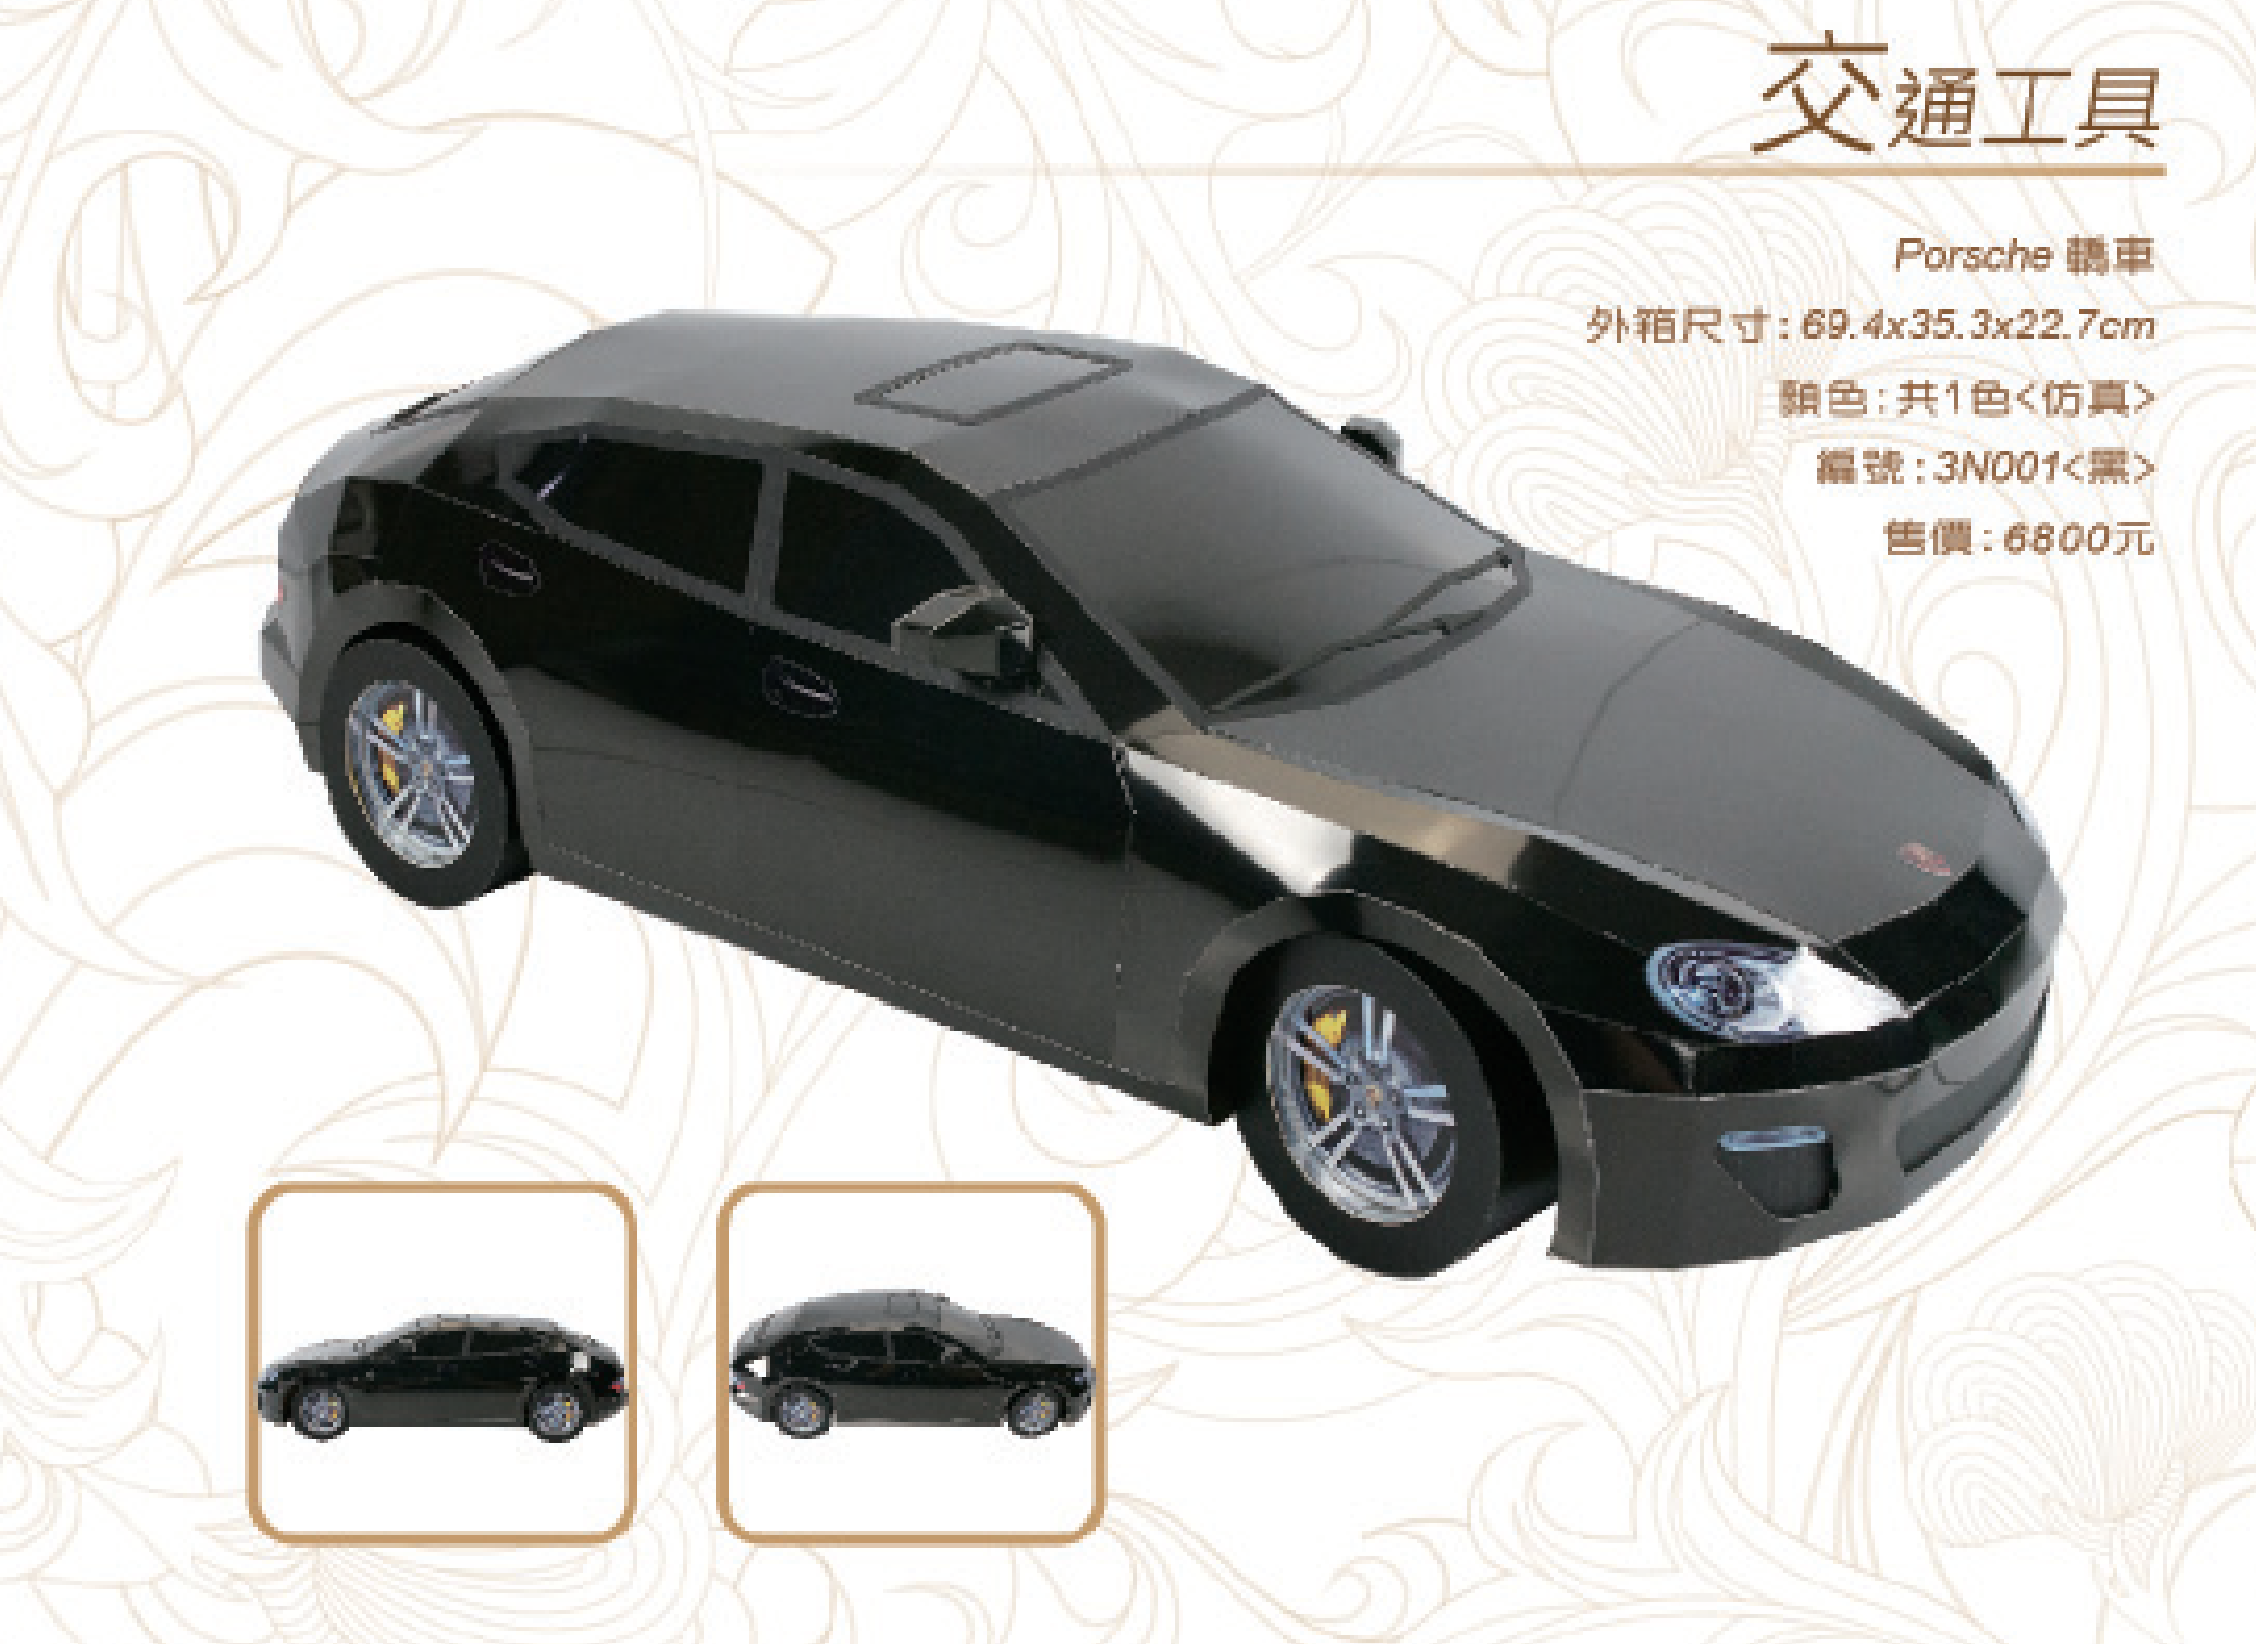 交通工具
Porsche 轎車
外箱尺寸:69.4x35.3x22.7cm
顏色:共1色<仿真>
編號:3N001<黑>
售價:6800元